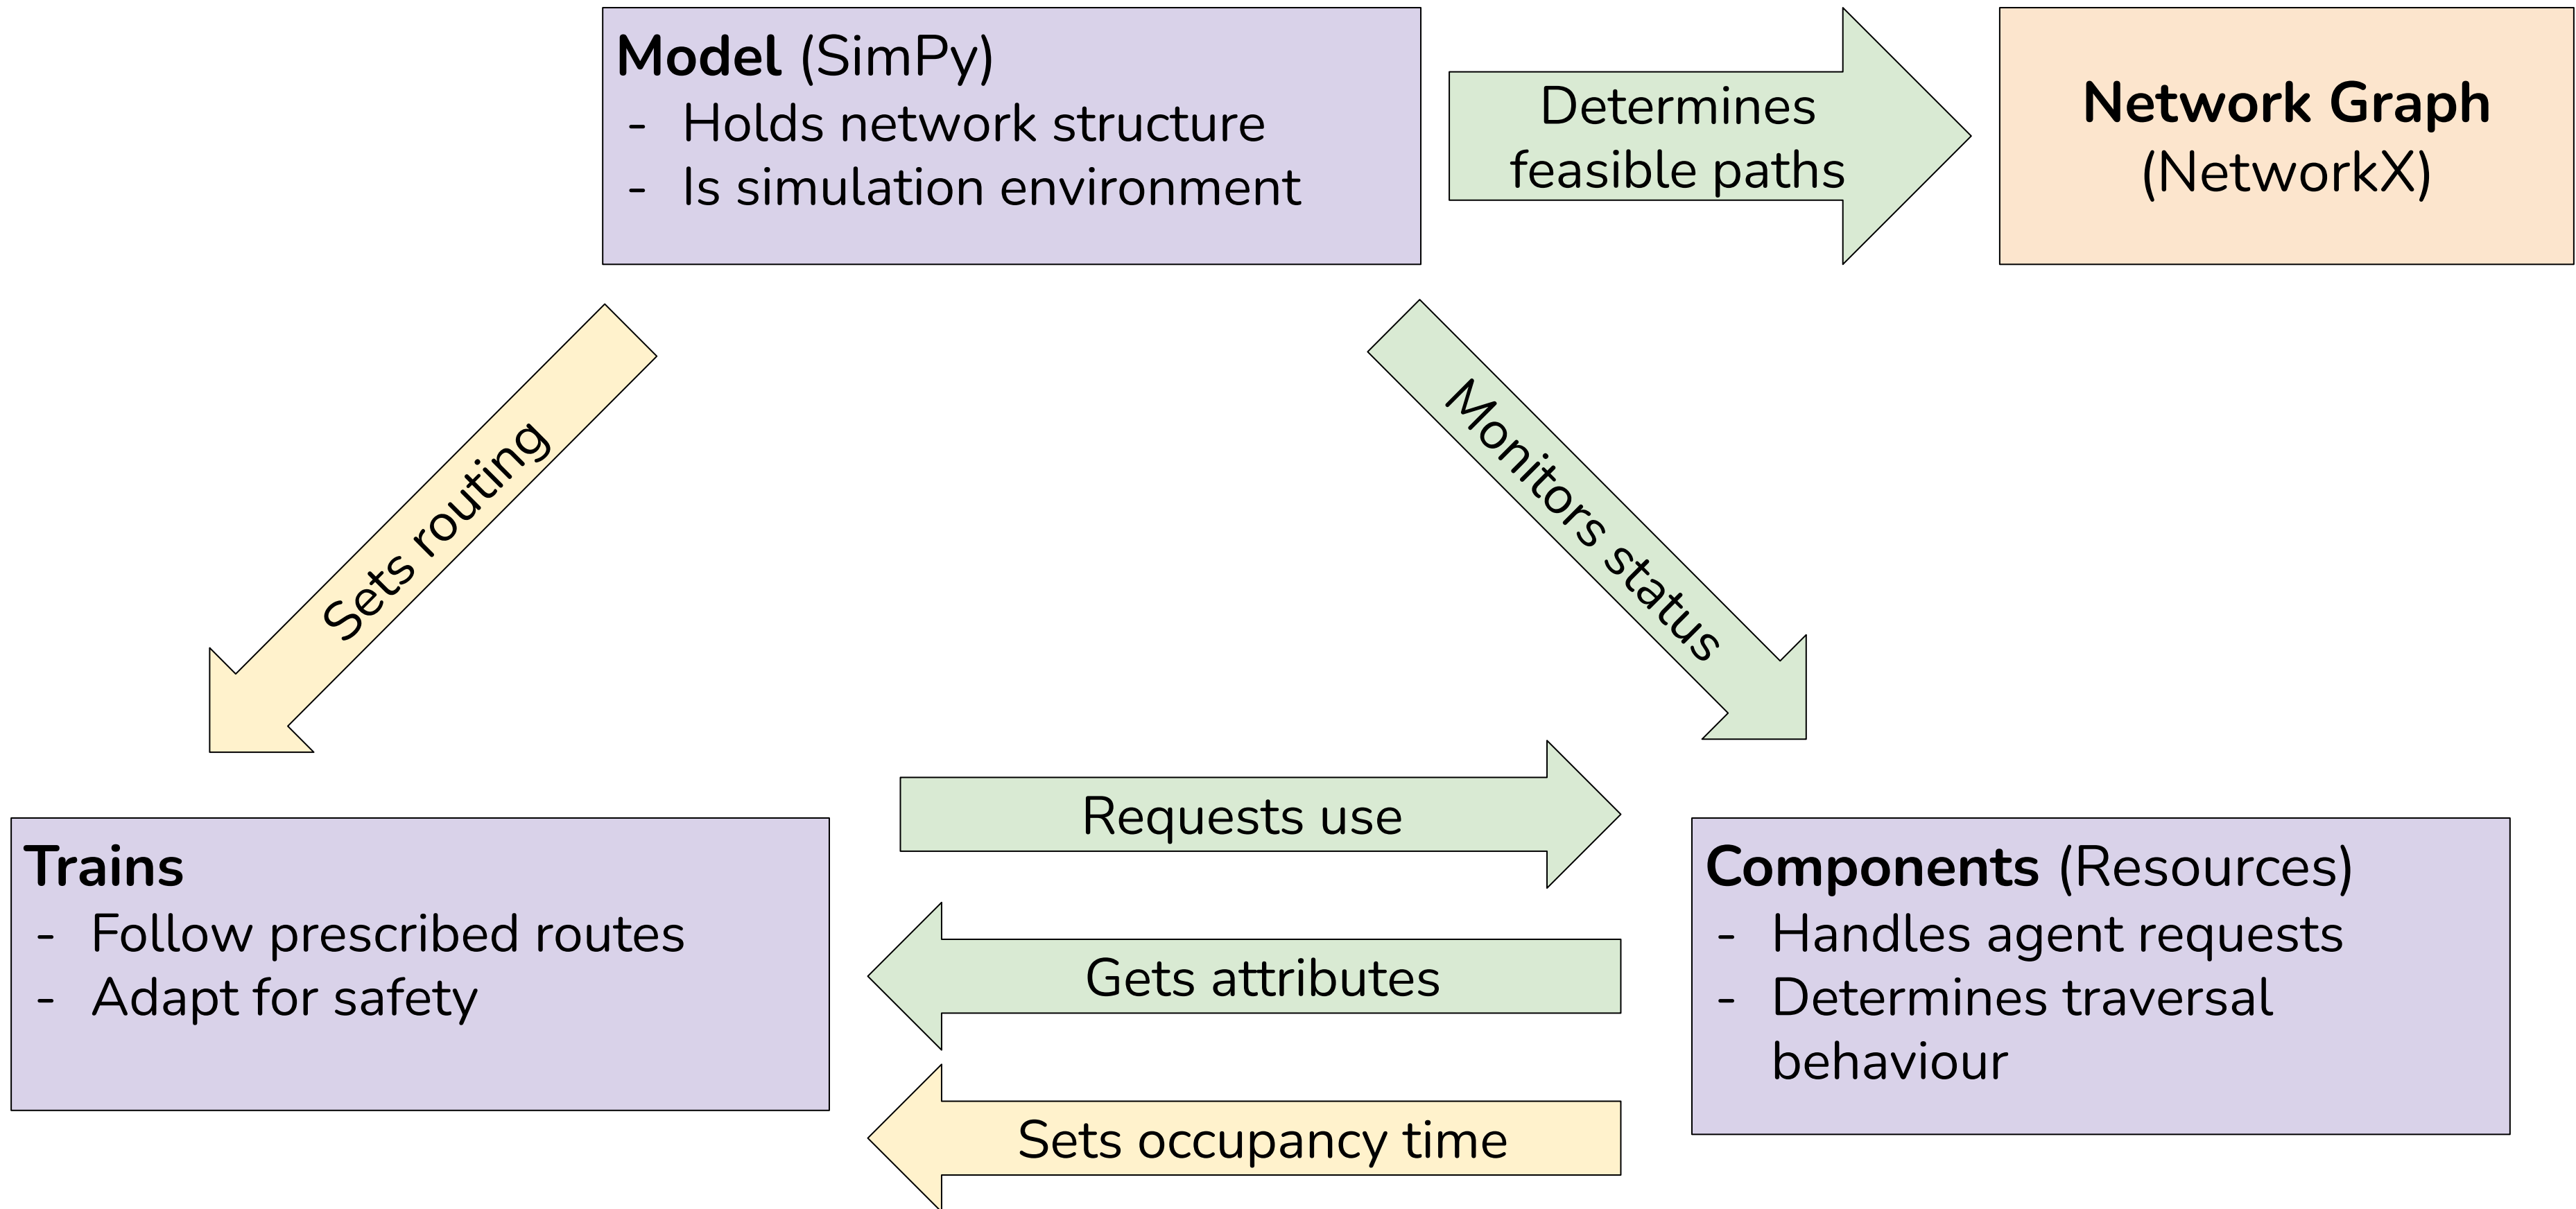 Model (SimPy)
- Holds network structure
- Is simulation environment
Determines
feasible paths
Network Graph
(NetworkX)
Sets routing
Monitors status
Trains
- Follow prescribed routes
- Adapt for safety
Requests use
Gets attributes
Sets occupancy time
Components (Resources)
- Handles agent requests
- Determines traversal
behaviour